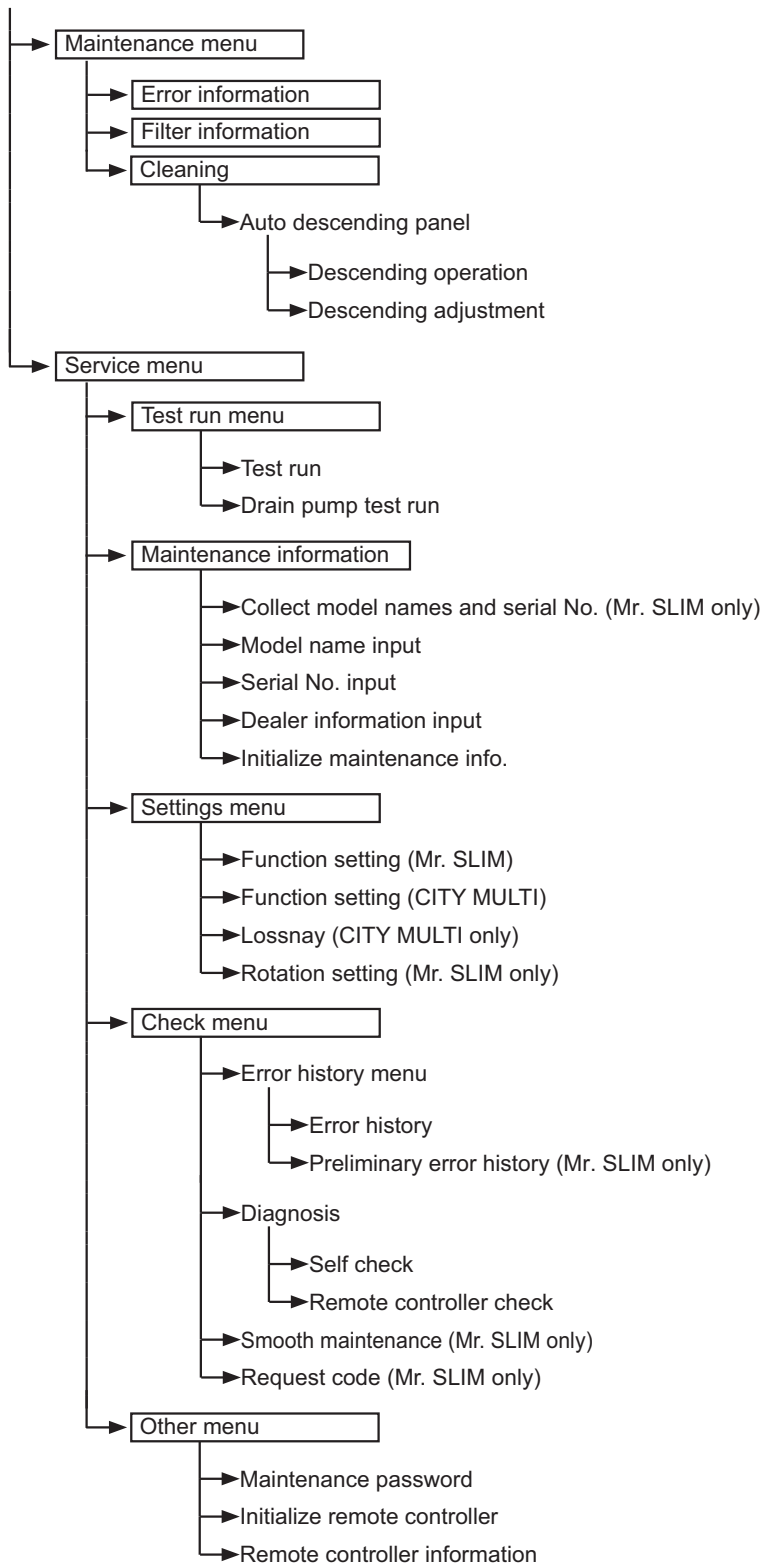 Maintenance menu
Error information
Filter information
Cleaning
Auto descending panel
Descending operation
Descending adjustment
Service menu
Test run menu
Test run
Drain pump test run
Maintenance information
Collect model names and serial No. (Mr. SLIM only)
Model name input
Serial No. input
Dealer information input
Initialize maintenance info.
Settings menu
Function setting (Mr. SLIM)
Function setting (CITY MULTI)
Lossnay (CITY MULTI only)
Rotation setting (Mr. SLIM only)
Check menu
Error history menu
Error history
Preliminary error history (Mr. SLIM only)
Diagnosis
Self check
Remote controller check
Smooth maintenance (Mr. SLIM only)
Request code (Mr. SLIM only)
Other menu
Maintenance password
Initialize remote controller
Remote controller information